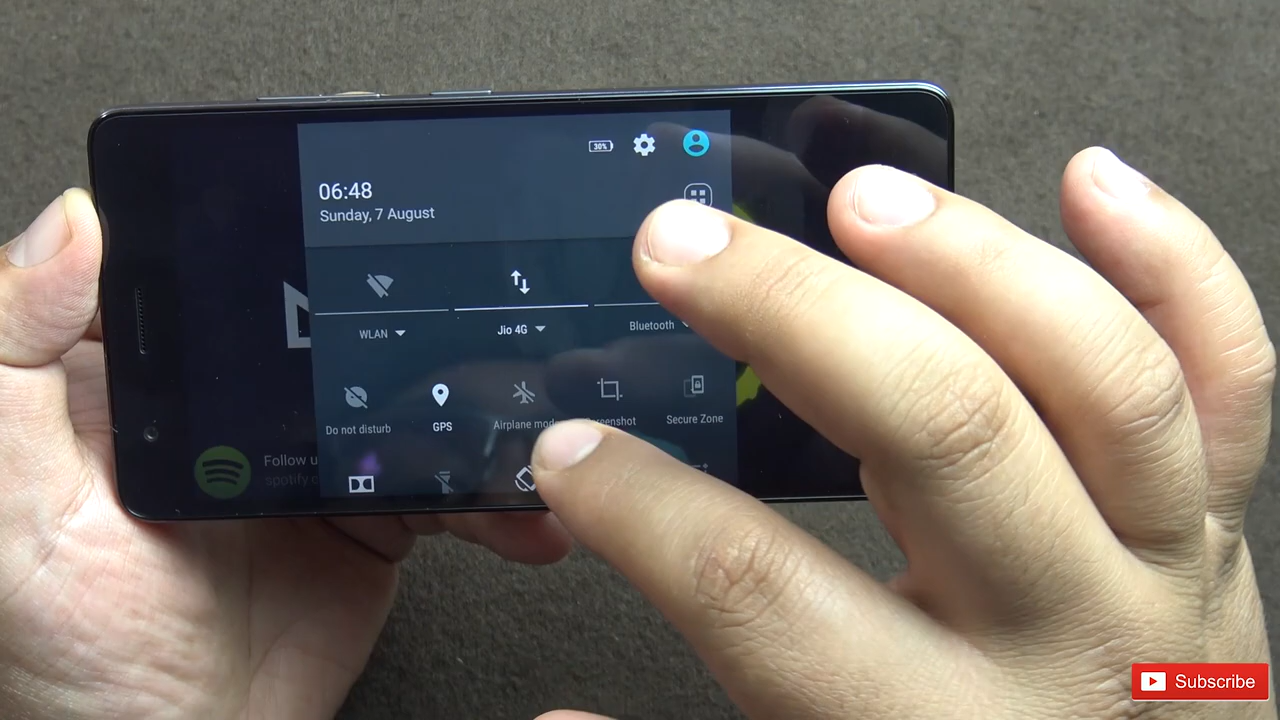 30%
06:48
Sunday, 7 August
WLAN
Jio 4G
Bluetooth
Do not disturb
GPS
Airplane mode
Secure Zone
Follow
spotify
Subscribe